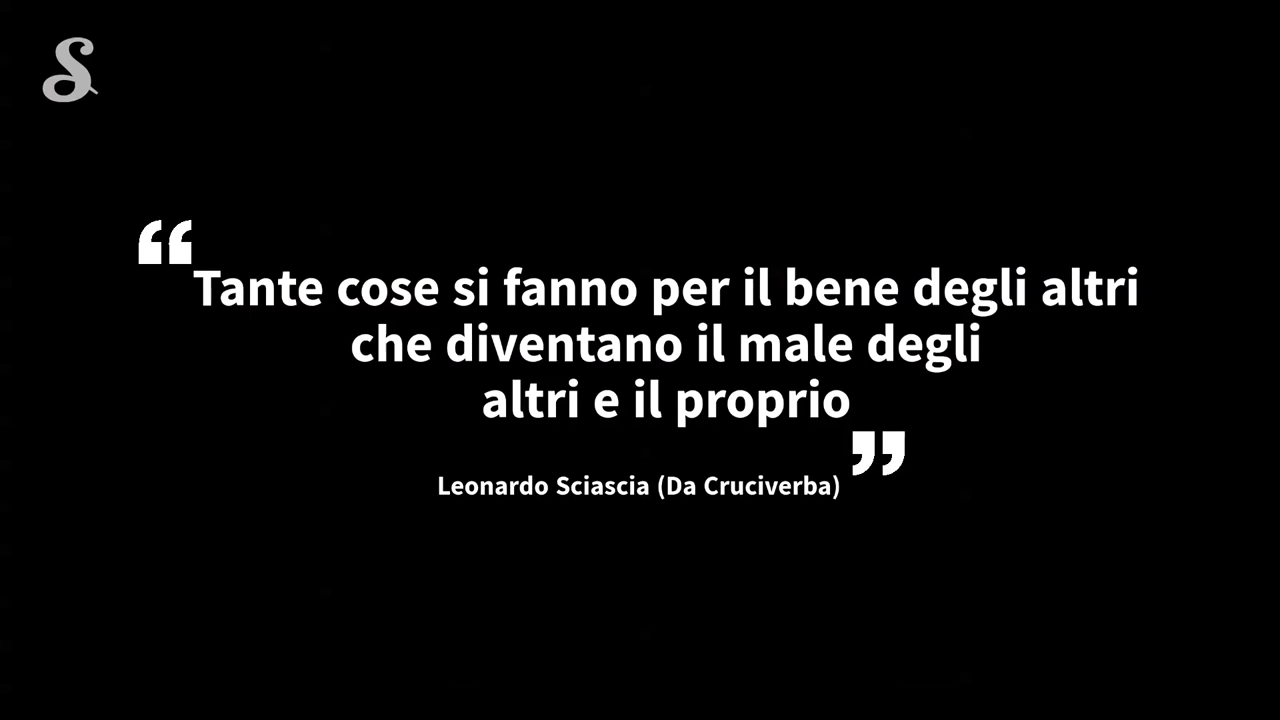 S
“Tante cose si fanno per il bene degli altri
che diventano il male degli
altri e il proprio”
Leonardo Sciascia (Da Cruciverba)